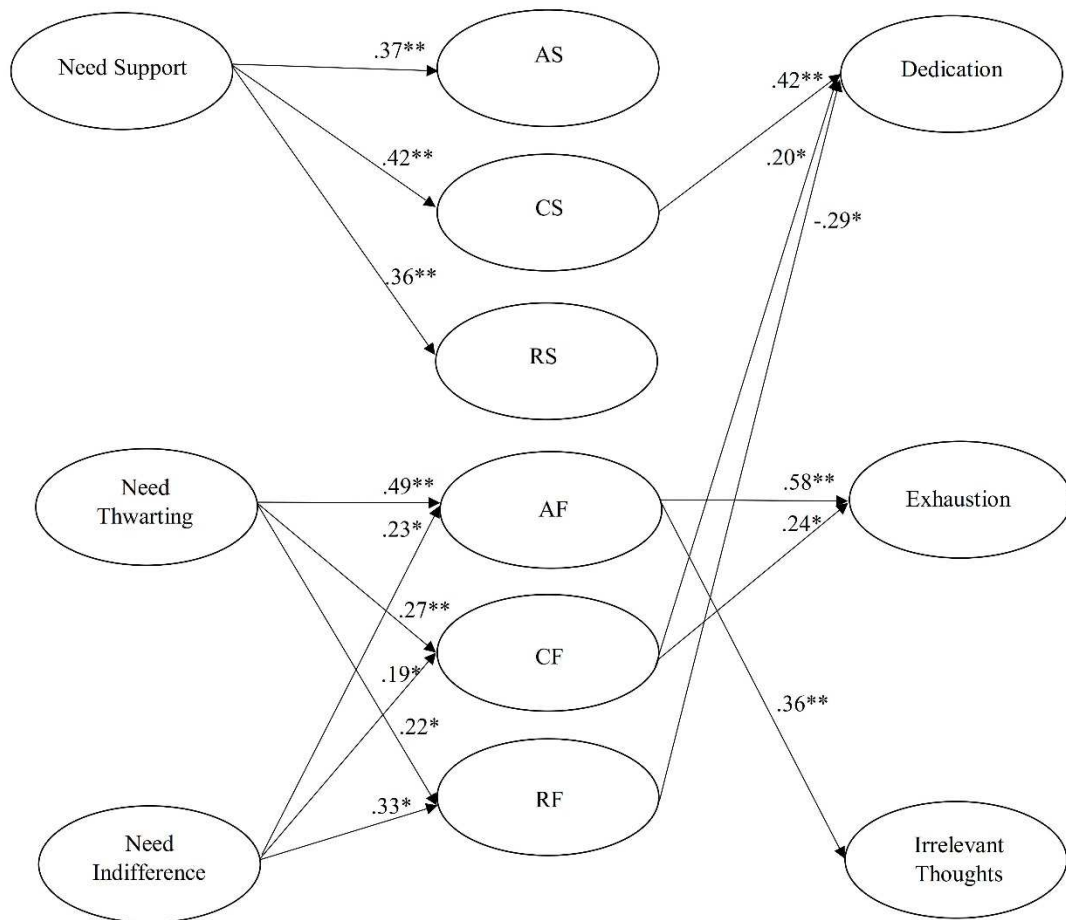 Need Support
.37**
AS
Dedication
.42**
.42**
CS
.20*
-.29*
.36**
RS
Need
Thwarting
.49**
AF
.58**
Exhaustion
.23*
.24*
.27**
CF
.19*
.22*
.36**
RF
.33*
Need
Indifference
Irrelevant
Thoughts